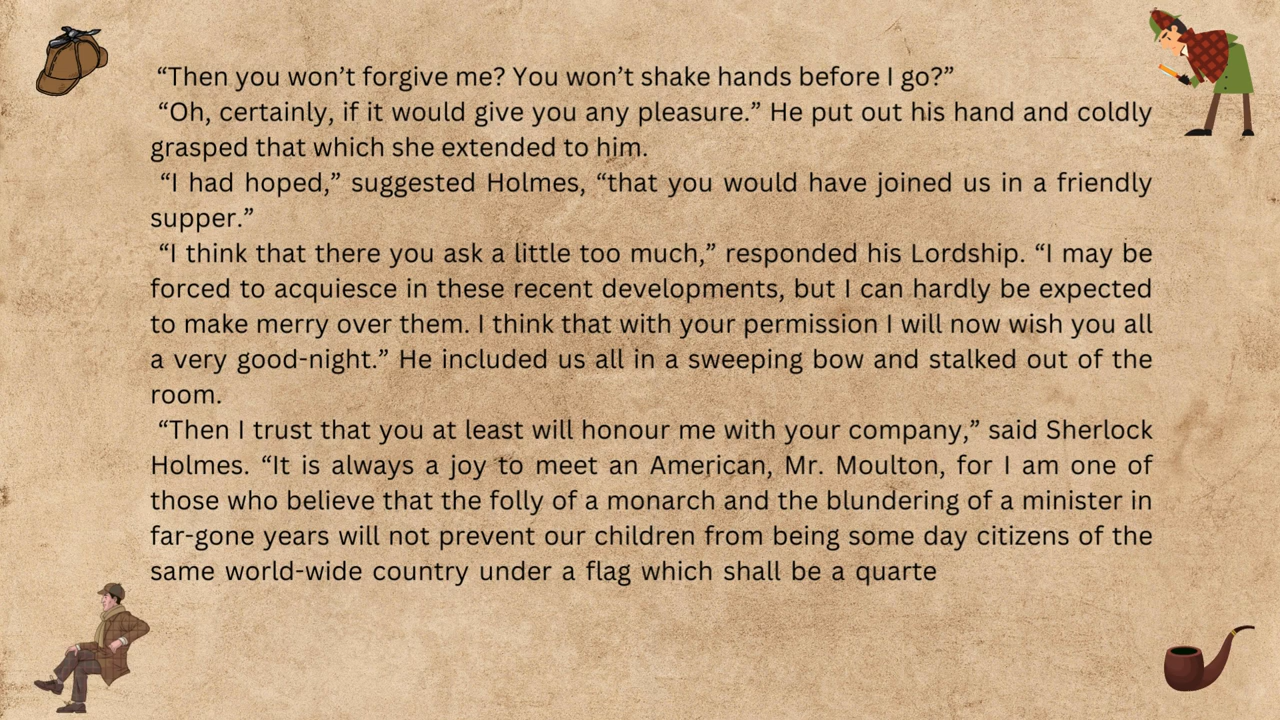 “Then you won’t forgive me? You won’t shake hands before I go?”
“Oh, certainly, if it would give you any pleasure.” He put out his hand and coldly
grasped that which she extended to him.
“I had hoped,” suggested Holmes, “that you would have joined us in a friendly
supper.”
“I think that there you ask a little too much,” responded his Lordship. “I may be
forced to acquiesce in these recent developments, but I can hardly be expected
to make merry over them. I think that with your permission I will now wish you all
a very good-night.” He included us all in a sweeping bow and stalked out of the
room.
“Then I trust that you at least will honour me with your company,” said Sherlock
Holmes. “It is always a joy to meet an American, Mr. Moulton, for I am one of
those who believe that the folly of a monarch and the blundering of a minister in
far-gone years will not prevent our children from being some day citizens of the
same world-wide country under a flag which shall be a quarte